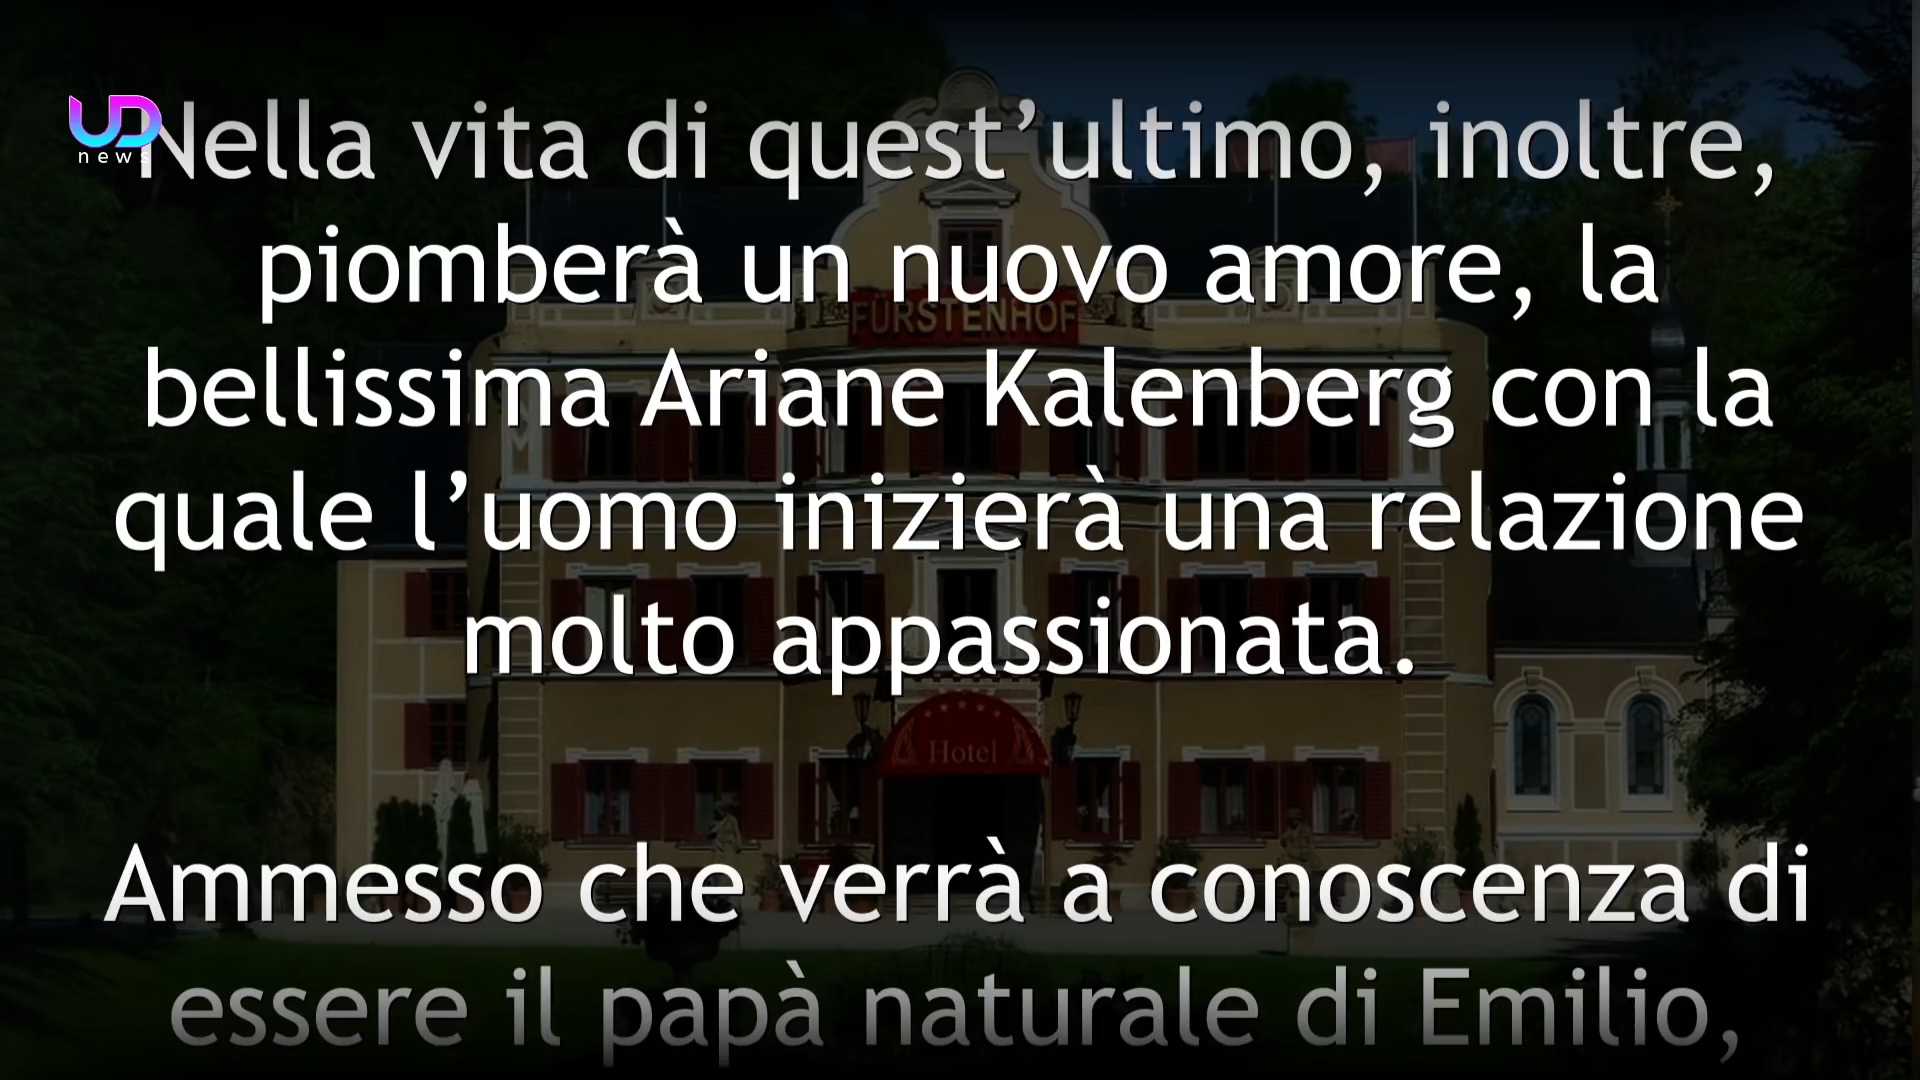 UD
news
Nella vita di quest’ultimo, inoltre,
piomberà un nuovo amore, la
FÜRSTENHOF
bellissima Ariane Kalenberg con la
quale l’uomo inizierà una relazione
molto appassionata.
Hotel
Ammesso che verrà a conoscenza di
essere il papà naturale di Emilio,